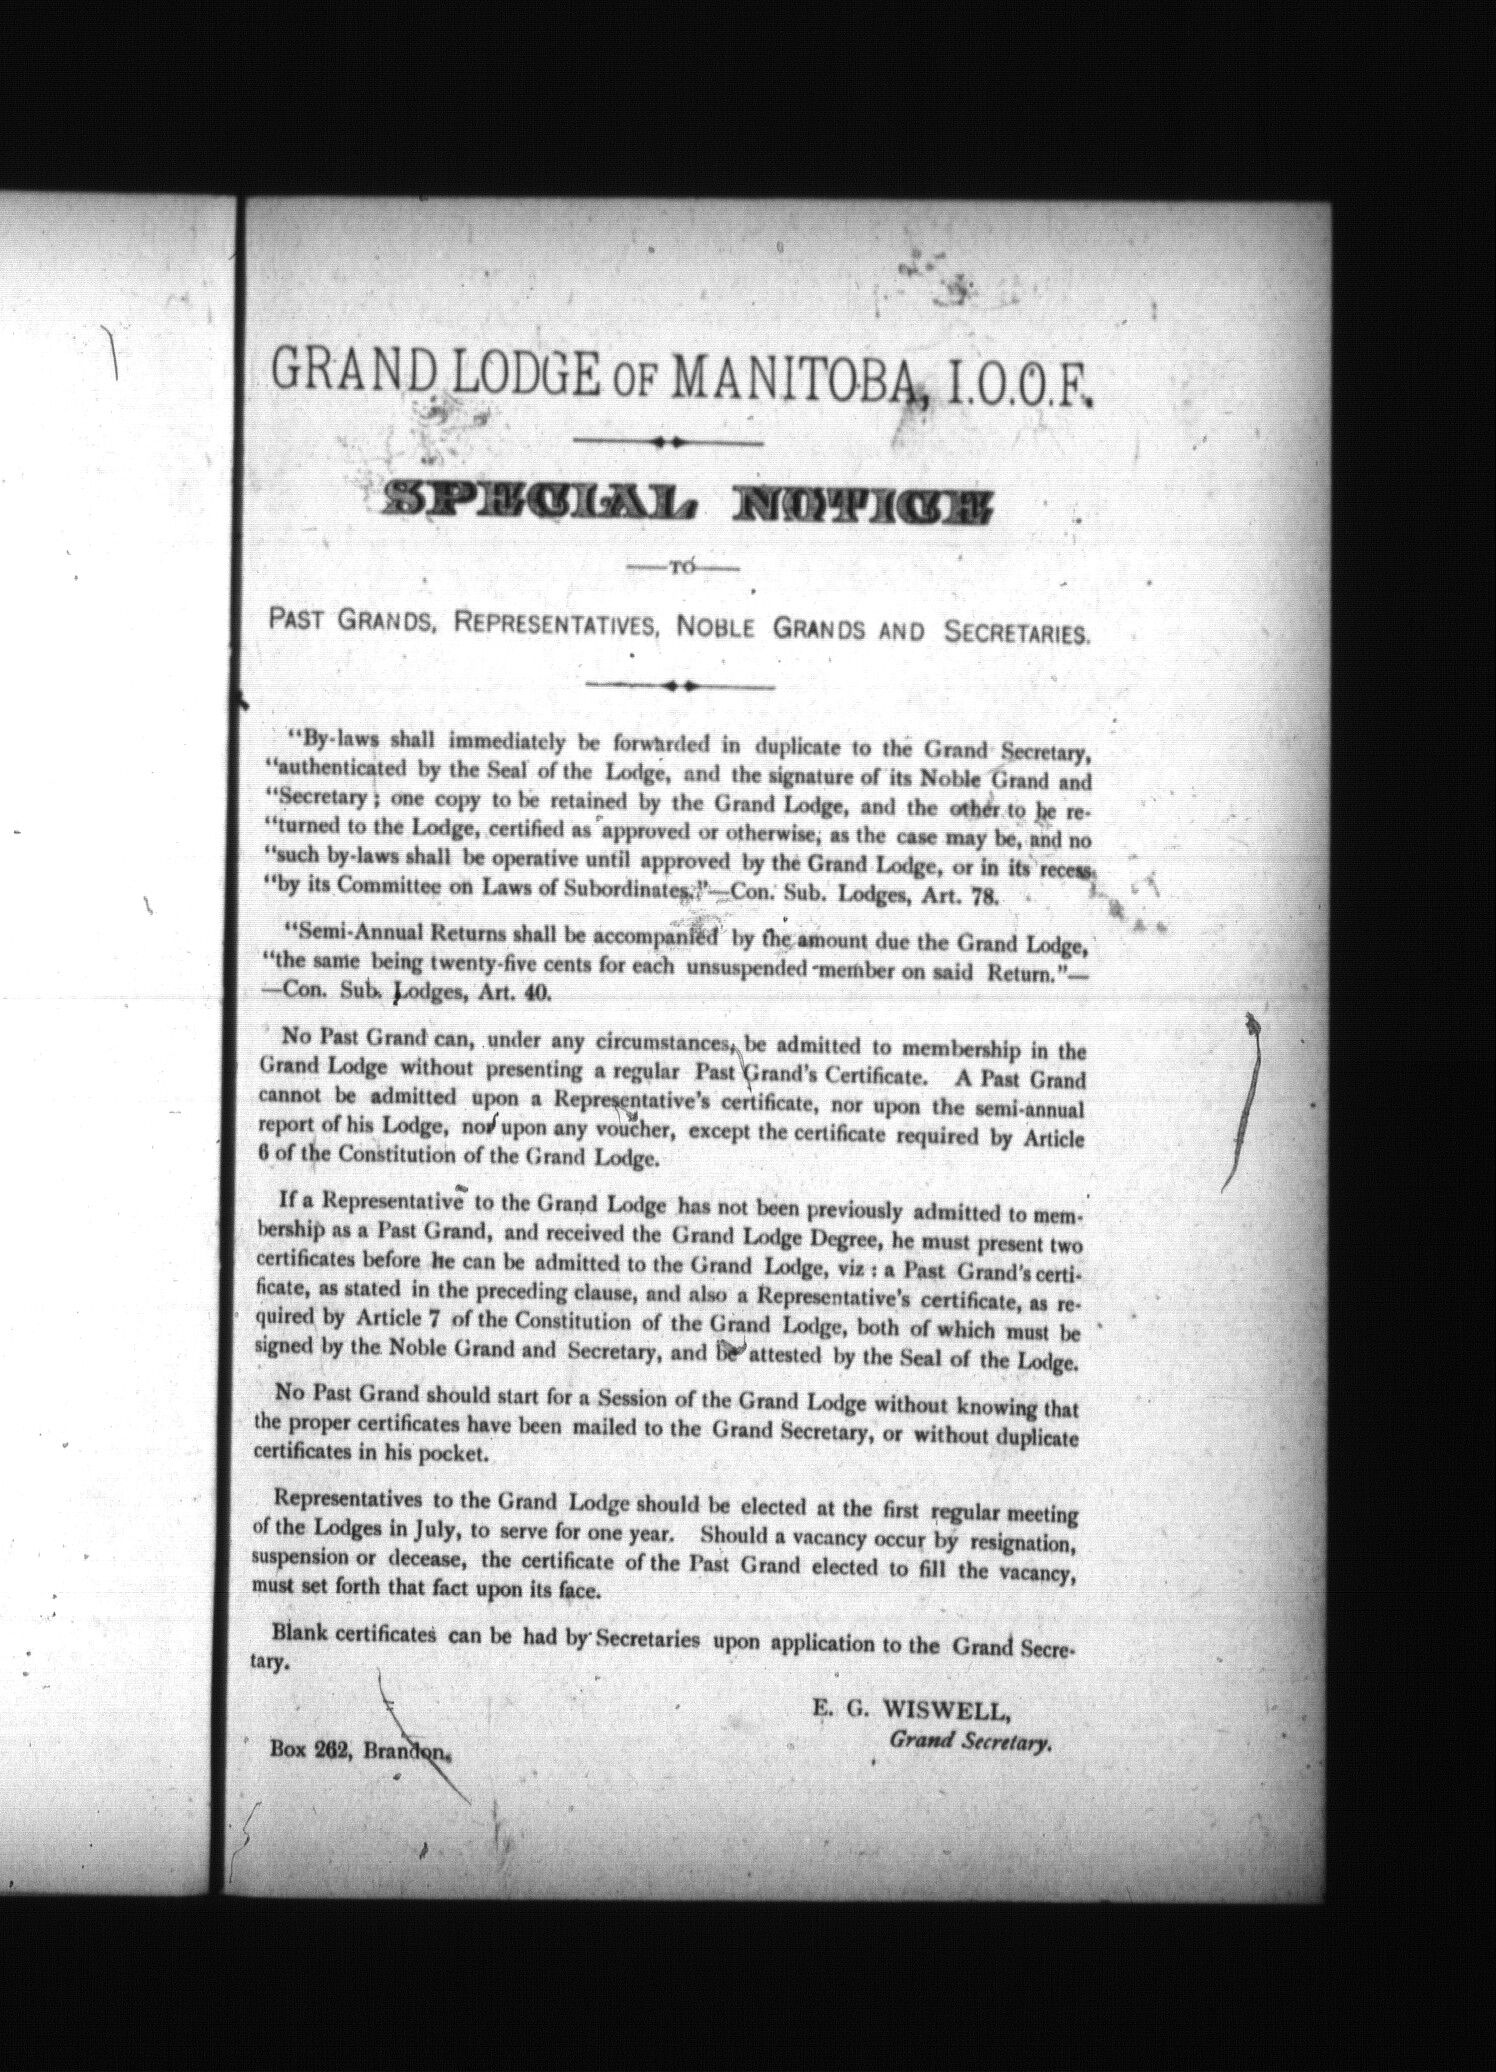 GRAND LODGE OF MANITOBA, I.O.O.F.
SPECIAL NOTICE
—TO—
PAST GRANDS, REPRESENTATIVES, NOBLE GRANDS AND SECRETARIES.
"By-laws shall immediately be forwarded in duplicate to the Grand Secretary,
"authenticated by the Seal of the Lodge, and the signature of its Noble Grand and
"Secretary; one copy to be retained by the Grand Lodge, and the other to be re-
"turned to the Lodge, certified as approved or otherwise, as the case may be, and no
"such by-laws shall be operative until approved by the Grand Lodge, or in its recess
"by its Committee on Laws of Subordinates."—Con. Sub. Lodges, Art. 78.
"Semi-Annual Returns shall be accompanied by the amount due the Grand Lodge,
"the same being twenty-five cents for each unsuspended member on said Return."—
—Con. Sub. Lodges, Art. 40.
No Past Grand can, under any circumstances, be admitted to membership in the
Grand Lodge without presenting a regular Past Grand's Certificate. A Past Grand
cannot be admitted upon a Representative's certificate, nor upon the semi-annual
report of his Lodge, nor upon any voucher, except the certificate required by Article
6 of the Constitution of the Grand Lodge.
If a Representative to the Grand Lodge has not been previously admitted to mem-
bership as a Past Grand, and received the Grand Lodge Degree, he must present two
certificates before he can be admitted to the Grand Lodge, viz : a Past Grand's certi-
ficate, as stated in the preceding clause, and also a Representative's certificate, as re-
quired by Article 7 of the Constitution of the Grand Lodge, both of which must be
signed by the Noble Grand and Secretary, and be attested by the Seal of the Lodge.
No Past Grand should start for a Session of the Grand Lodge without knowing that
the proper certificates have been mailed to the Grand Secretary, or without duplicate
certificates in his pocket.
Representatives to the Grand Lodge should be elected at the first regular meeting
of the Lodges in July, to serve for one year. Should a vacancy occur by resignation,
suspension or decease, the certificate of the Past Grand elected to fill the vacancy,
must set forth that fact upon its face.
Blank certificates can be had by Secretaries upon application to the Grand Secre-
tary.
E. G. WISWELL,
Grand Secretary.
Box 262, Brandon.